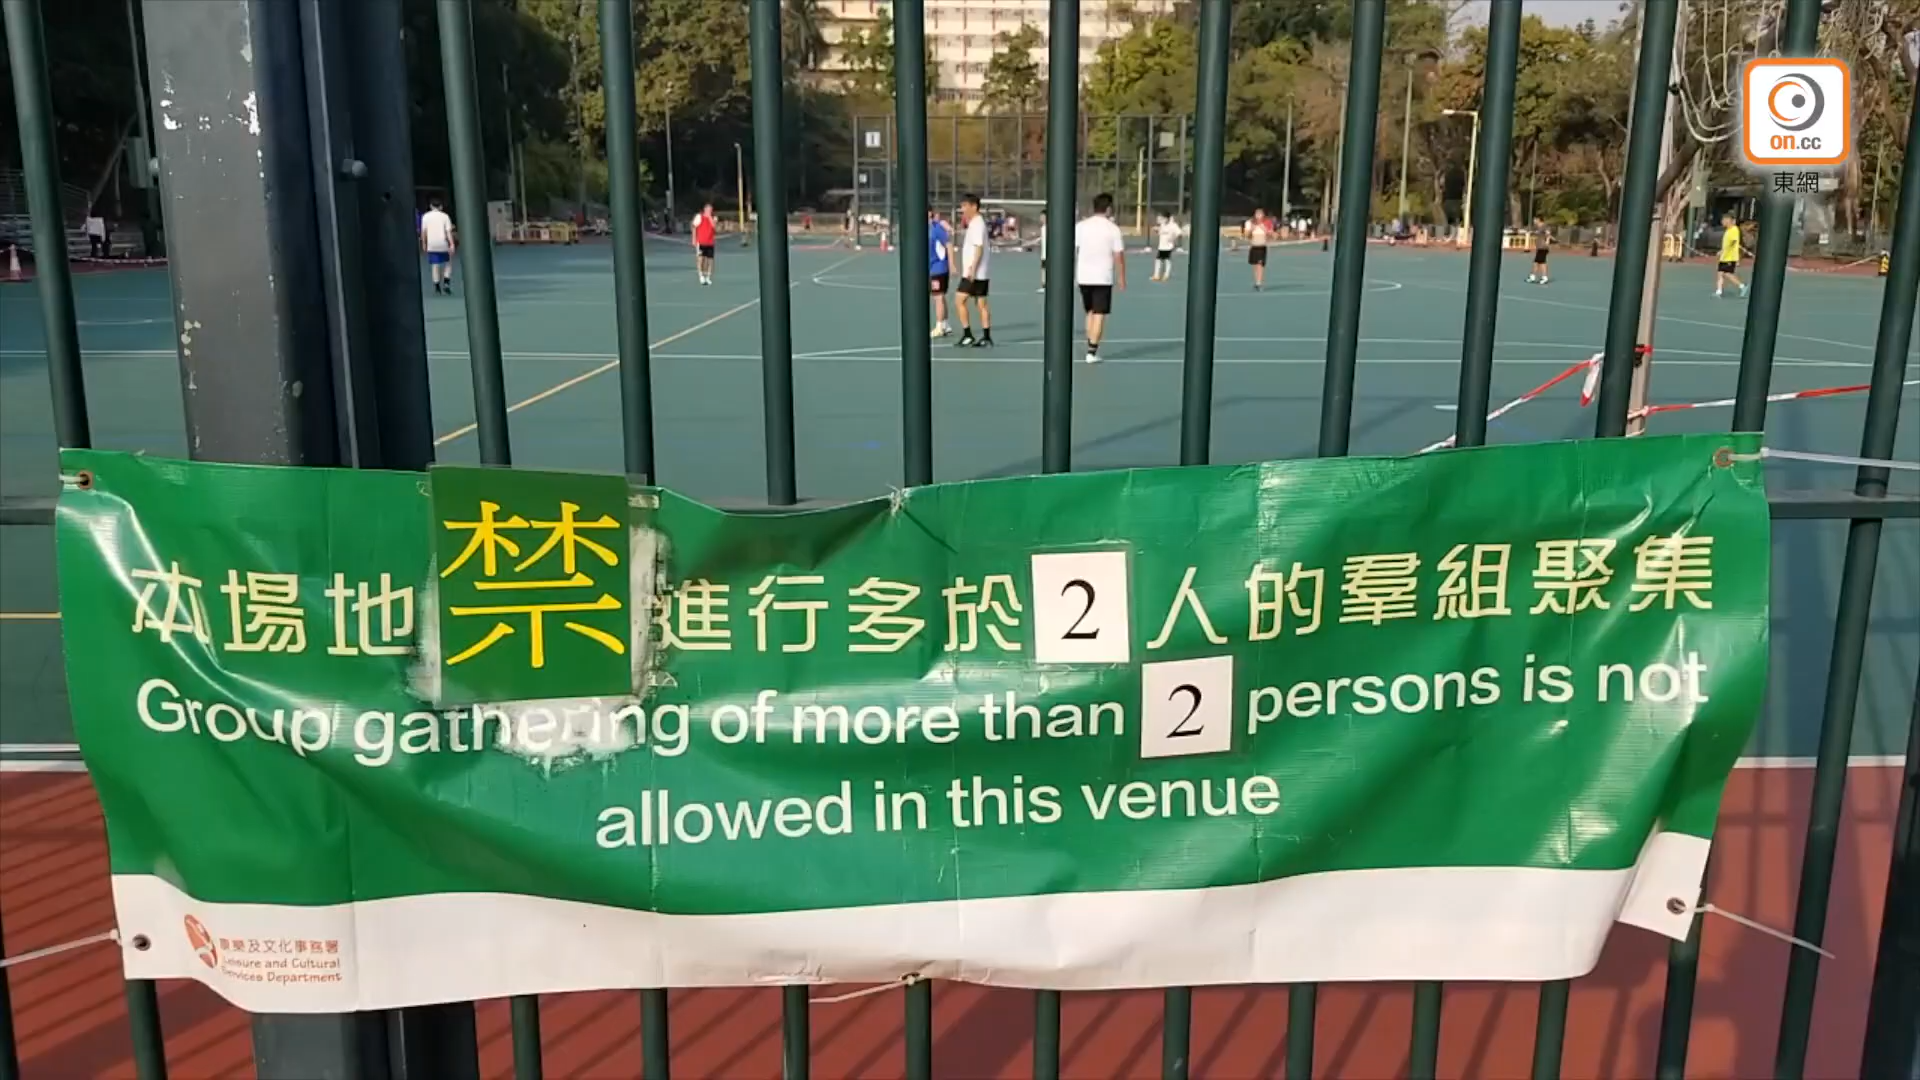 on.cc
東網
本場地禁進行多於2人的羣組聚集
Group gathering of more than 2 persons is not
allowed in this venue
康樂及文化事務署
Leisure and Cultural
Services Department